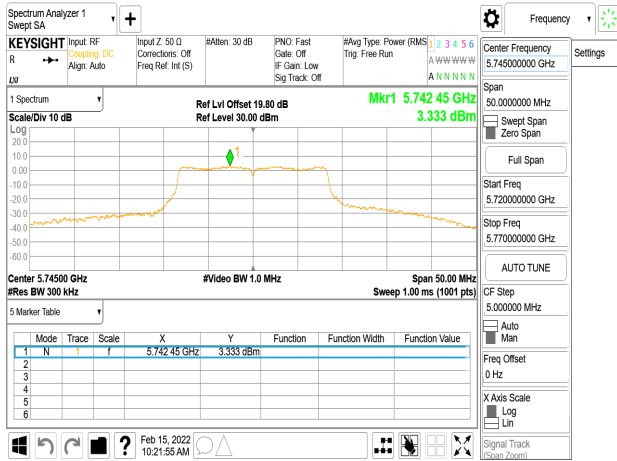 Spectrum Analyzer 1
Swept SA
Frequency
KEYSIGHT
R
Input: RF
Coupling: DC
Align: Auto
Input Z: 50 Ω
Corrections: Off
Freq Ref: Int (S)
#Atten: 30 dB
PNO: Fast
Gate: Off
IF Gain: Low
Sig Track: Off
#Avg Type: Power (RMS
Trig: Free Run
1 2 3 4 5 6
A W W W W W
A N N N N N
LXI
1 Spectrum
Scale/Div 10 dB
Ref Lvl Offset 19.80 dB
Ref Level 30.00 dBm
Mkr1 5.742 45 GHz
3.333 dBm
Log
20.0
10.0
0.00
-10.0
-20.0
-30.0
-40.0
-50.0
-60.0
1
Center 5.74500 GHz
#Res BW 300 kHz
#Video BW 1.0 MHz
Span 50.00 MHz
Sweep 1.00 ms (1001 pts)
5 Marker Table
Mode Trace Scale X Y Function Function Width Function Value
1 N 1 f 5.742 45 GHz 3.333 dBm
2
3
4
5
6
Feb 15, 2022
10:21:55 AM
?
Center Frequency
5.745000000 GHz
Settings
Span
50.0000000 MHz
Swept Span
Zero Span
Full Span
Start Freq
5.720000000 GHz
Stop Freq
5.770000000 GHz
AUTO TUNE
CF Step
5.000000 MHz
Auto
Man
Freq Offset
0 Hz
X Axis Scale
Log
Lin
Signal Track
(Span Zoom)